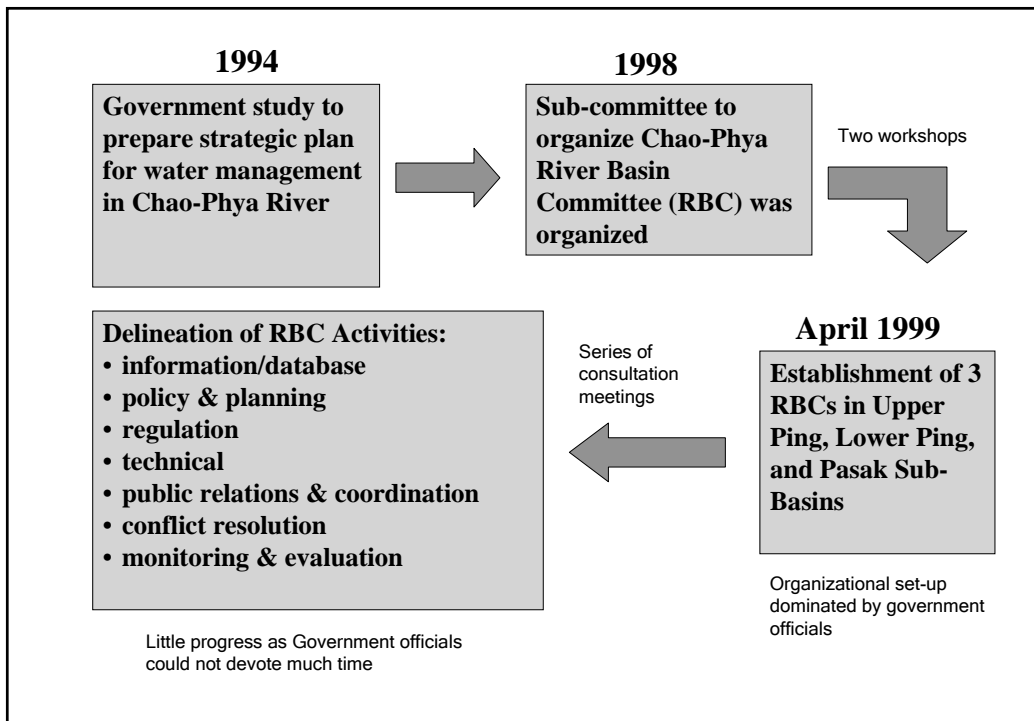 1994
Government study to
prepare strategic plan
for water management
in Chao-Phya River
1998
Sub-committee to
organize Chao-Phya
River Basin
Committee (RBC) was
organized
Two workshops
April 1999
Establishment of 3
RBCs in Upper
Ping, Lower Ping,
and Pasak Sub-
Basins
Organizational set-up
dominated by government
officials
Series of
consultation
meetings
Delineation of RBC Activities:
• information/database
• policy & planning
• regulation
• technical
• public relations & coordination
• conflict resolution
• monitoring & evaluation
Little progress as Government officials
could not devote much time